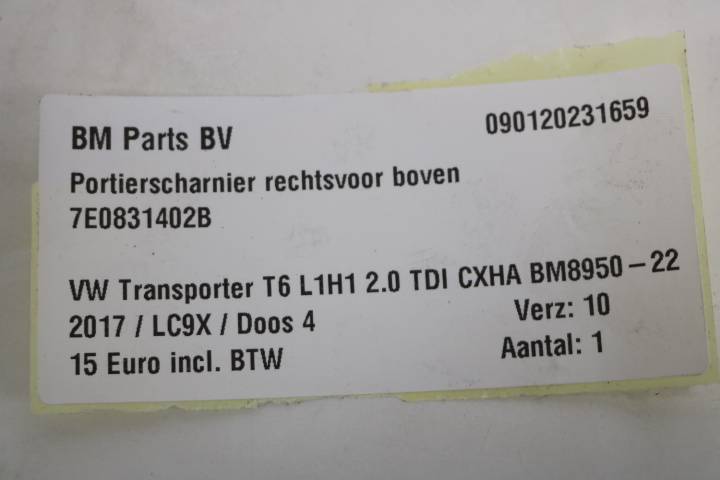 BM Parts BV 090120231659
Portierscharnier rechtsvoor boven
7E0831402B
VW Transporter T6 L1H1 2.0 TDI CXHA BM8950-22
2017 / LC9X / Doos 4 Verz: 10
15 Euro incl. BTW Aantal: 1